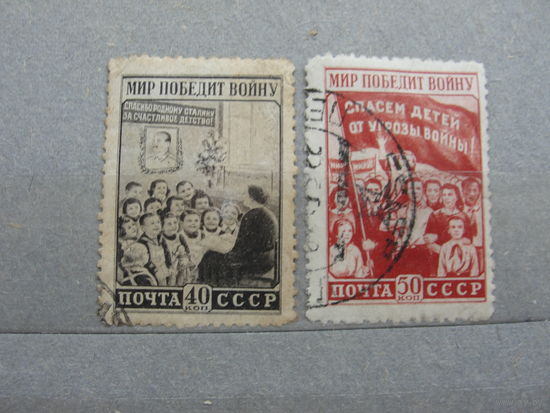 МИР ПОБЕДИТ ВОЙНУ
СПАСИБО РОДНОМУ СТАЛИНУ
ЗА СЧАСТЛИВОЕ ДЕТСТВО!
ПОЧТА 40 КОП СССР
МИР ПОБЕДИТ ВОЙНУ
СПАСЕМ ДЕТЕЙ
ОТ УГРОЗЫ ВОЙНЫ!
ПОЧТА 50 КОП СССР